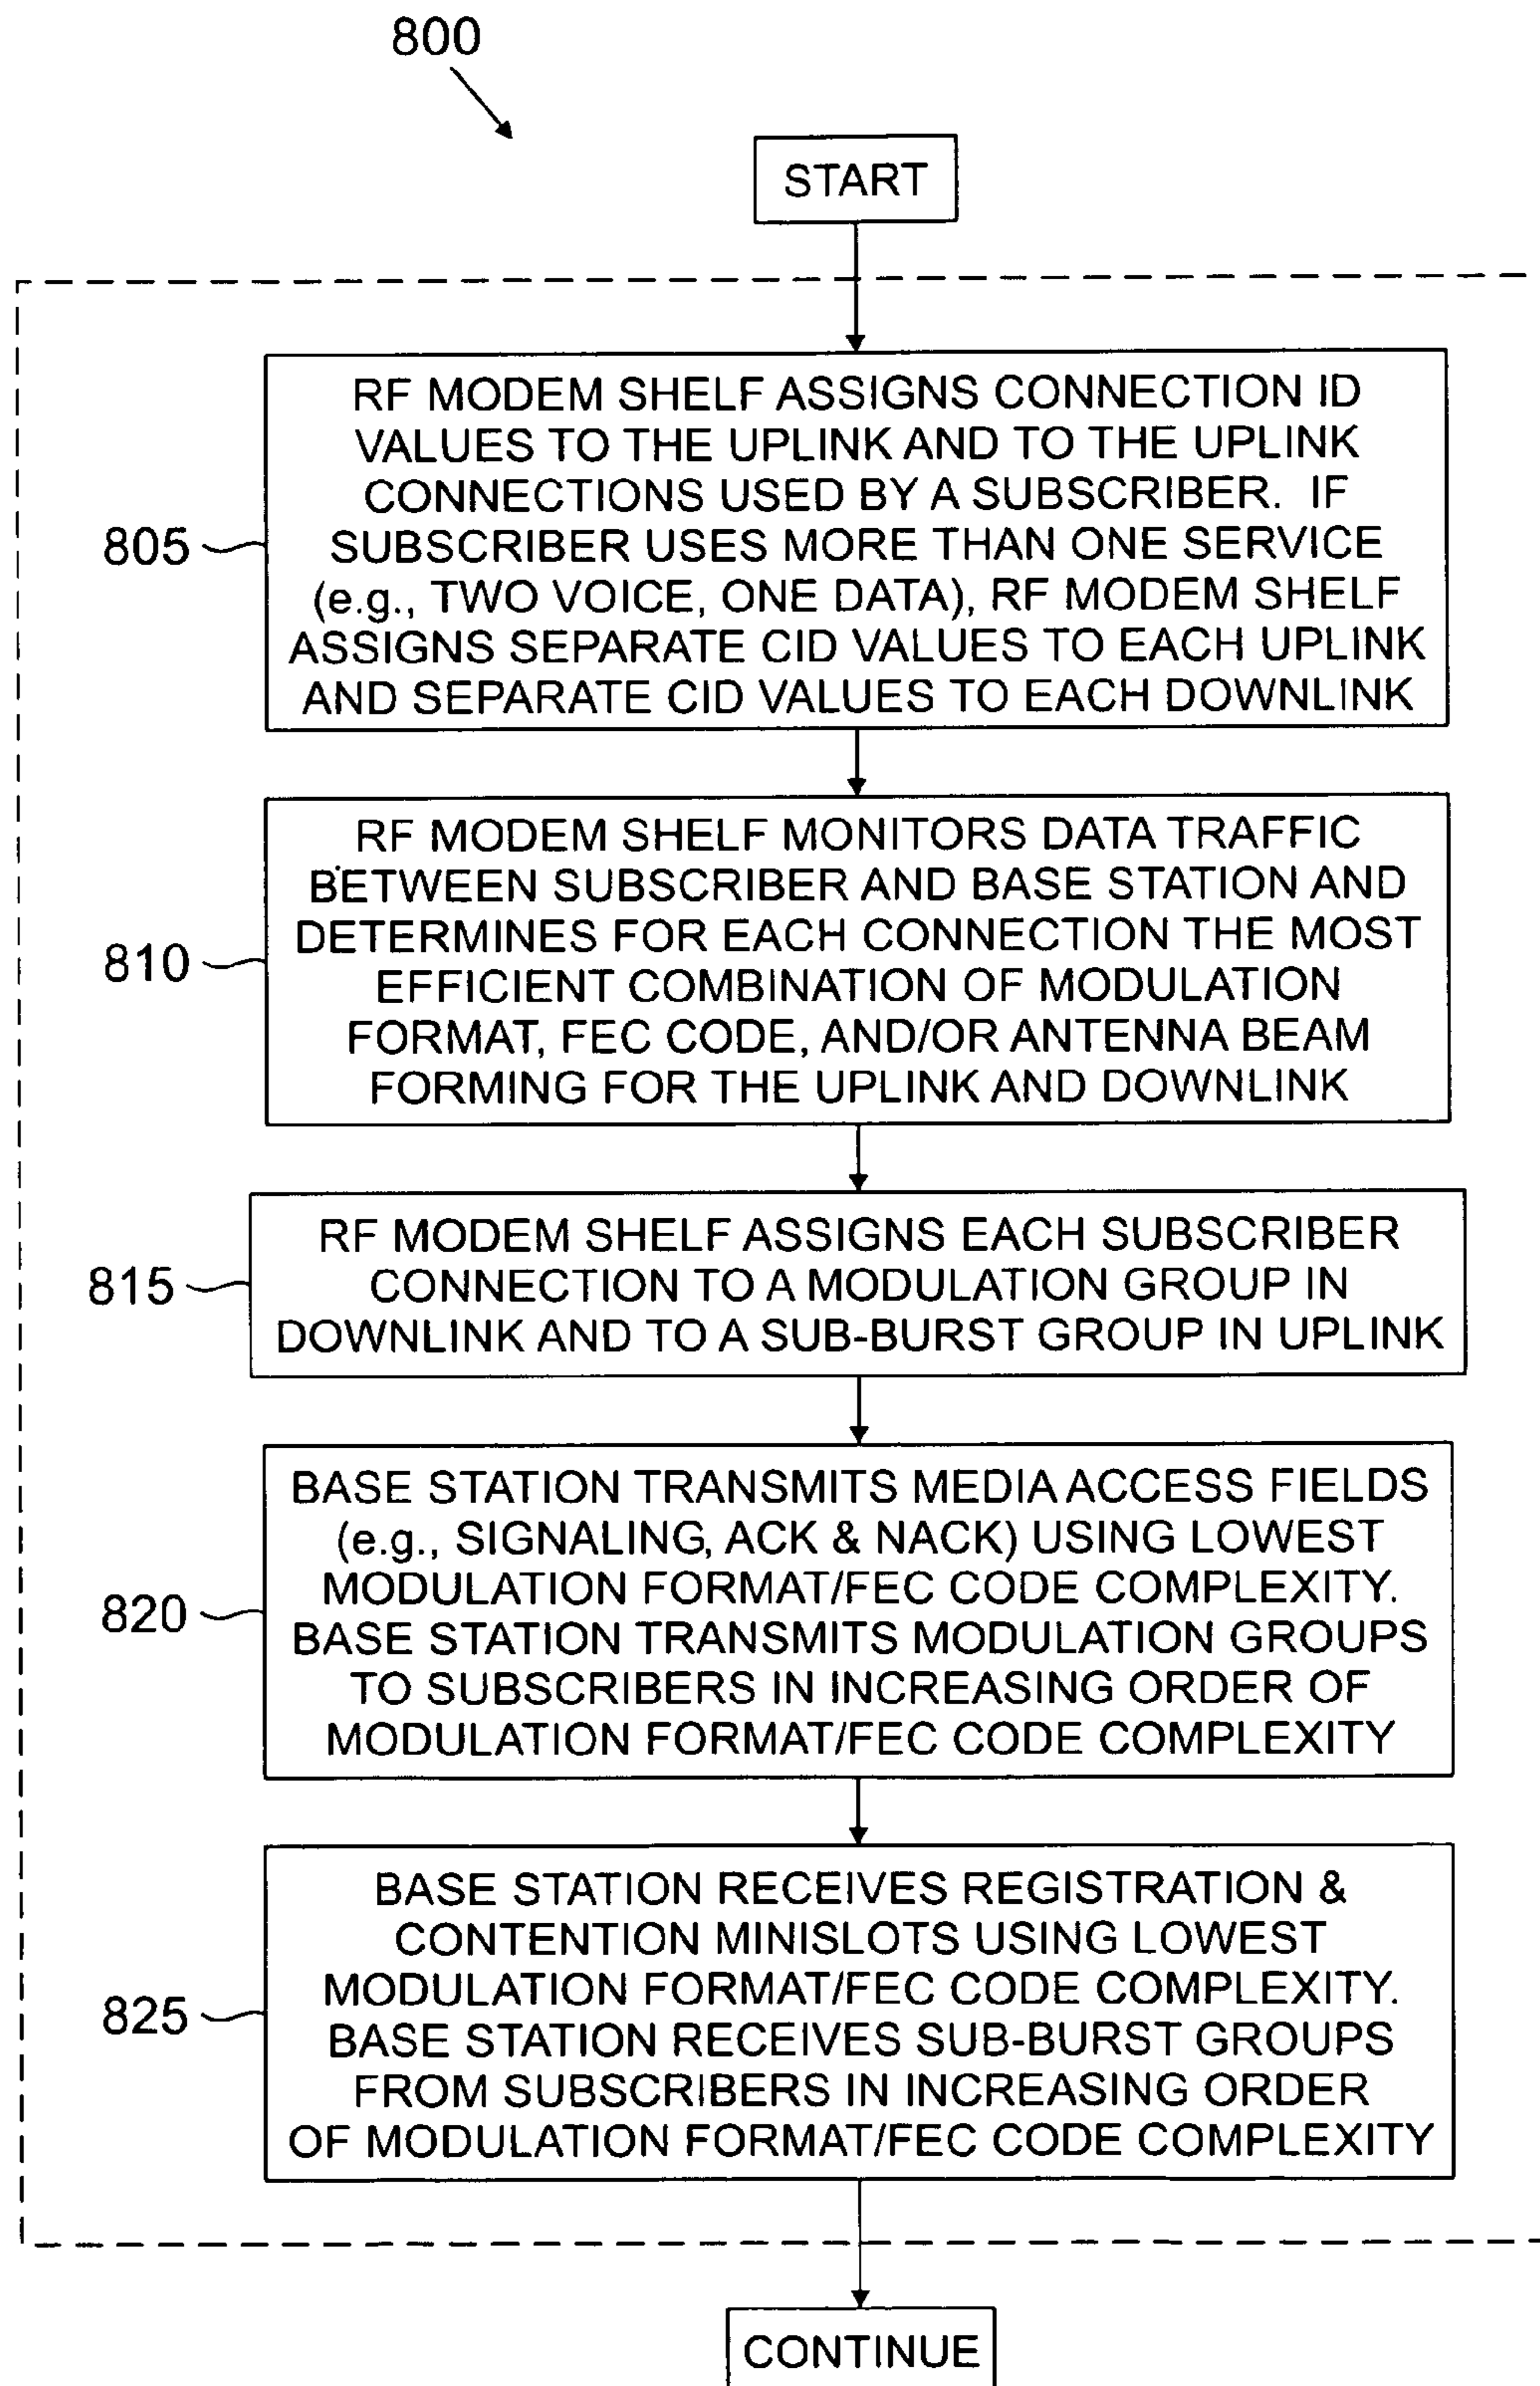 800
START
805
RF MODEM SHELF ASSIGNS CONNECTION ID
VALUES TO THE UPLINK AND TO THE UPLINK
CONNECTIONS USED BY A SUBSCRIBER. IF
SUBSCRIBER USES MORE THAN ONE SERVICE
(e.g., TWO VOICE, ONE DATA), RF MODEM SHELF
ASSIGNS SEPARATE CID VALUES TO EACH UPLINK
AND SEPARATE CID VALUES TO EACH DOWNLINK
810
RF MODEM SHELF MONITORS DATA TRAFFIC
BETWEEN SUBSCRIBER AND BASE STATION AND
DETERMINES FOR EACH CONNECTION THE MOST
EFFICIENT COMBINATION OF MODULATION
FORMAT, FEC CODE, AND/OR ANTENNA BEAM
FORMING FOR THE UPLINK AND DOWNLINK
815
RF MODEM SHELF ASSIGNS EACH SUBSCRIBER
CONNECTION TO A MODULATION GROUP IN
DOWNLINK AND TO A SUB-BURST GROUP IN UPLINK
820
BASE STATION TRANSMITS MEDIA ACCESS FIELDS
(e.g., SIGNALING, ACK & NACK) USING LOWEST
MODULATION FORMAT/FEC CODE COMPLEXITY.
BASE STATION TRANSMITS MODULATION GROUPS
TO SUBSCRIBERS IN INCREASING ORDER OF
MODULATION FORMAT/FEC CODE COMPLEXITY
825
BASE STATION RECEIVES REGISTRATION &
CONTENTION MINISLOTS USING LOWEST
MODULATION FORMAT/FEC CODE COMPLEXITY.
BASE STATION RECEIVES SUB-BURST GROUPS
FROM SUBSCRIBERS IN INCREASING ORDER
OF MODULATION FORMAT/FEC CODE COMPLEXITY
CONTINUE